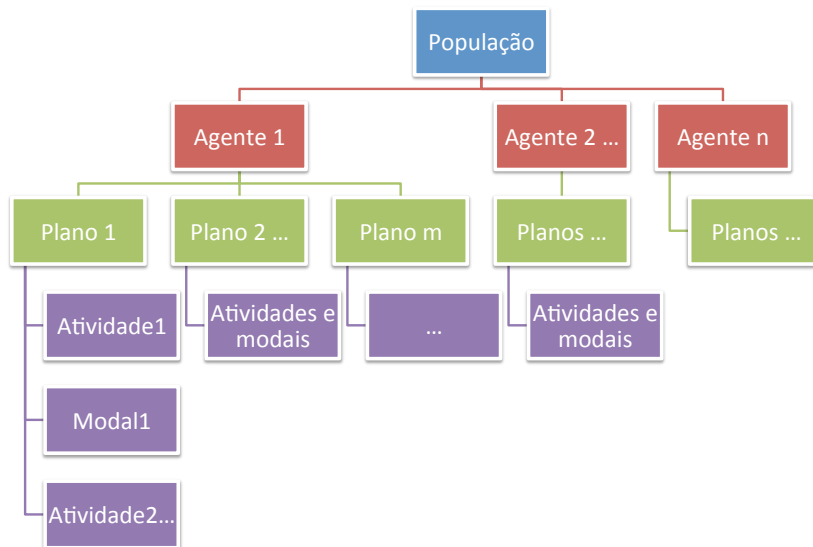 População
Agente 1
Agente 2 ...
Agente n
Plano 1
Plano 2 ...
Plano m
Planos ...
Planos ...
Atividade1
Atividades e
modais
...
Atividades e
modais
Modal1
Atividade2...